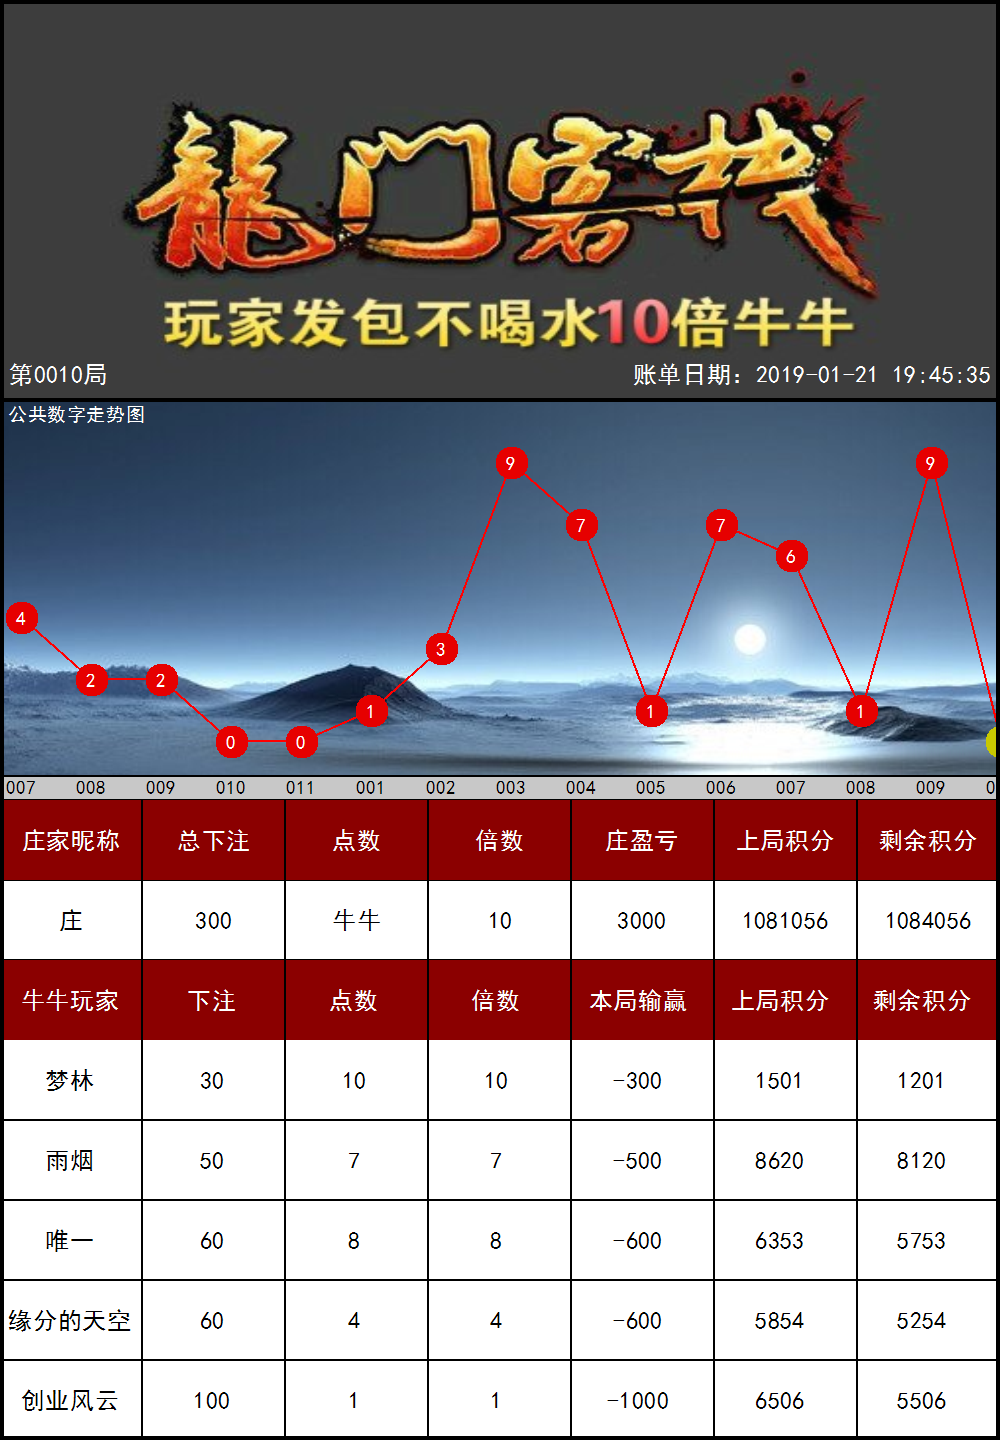 龍门客栈
玩家发包不喝水10倍牛牛
第0010局 账单日期：2019-01-21 19:45:35
公共数字走势图
4 2 2 0 0 1 3 9 7 1 7 6 1 9
007 008 009 010 011 001 002 003 004 005 006 007 008 009 0
庄家昵称 总下注 点数 倍数 庄盈亏 上局积分 剩余积分
庄 300 牛牛 10 3000 1081056 1084056
牛牛玩家 下注 点数 倍数 本局输赢 上局积分 剩余积分
梦林 30 10 10 -300 1501 1201
雨烟 50 7 7 -500 8620 8120
唯一 60 8 8 -600 6353 5753
缘分的天空 60 4 4 -600 5854 5254
创业风云 100 1 1 -1000 6506 5506